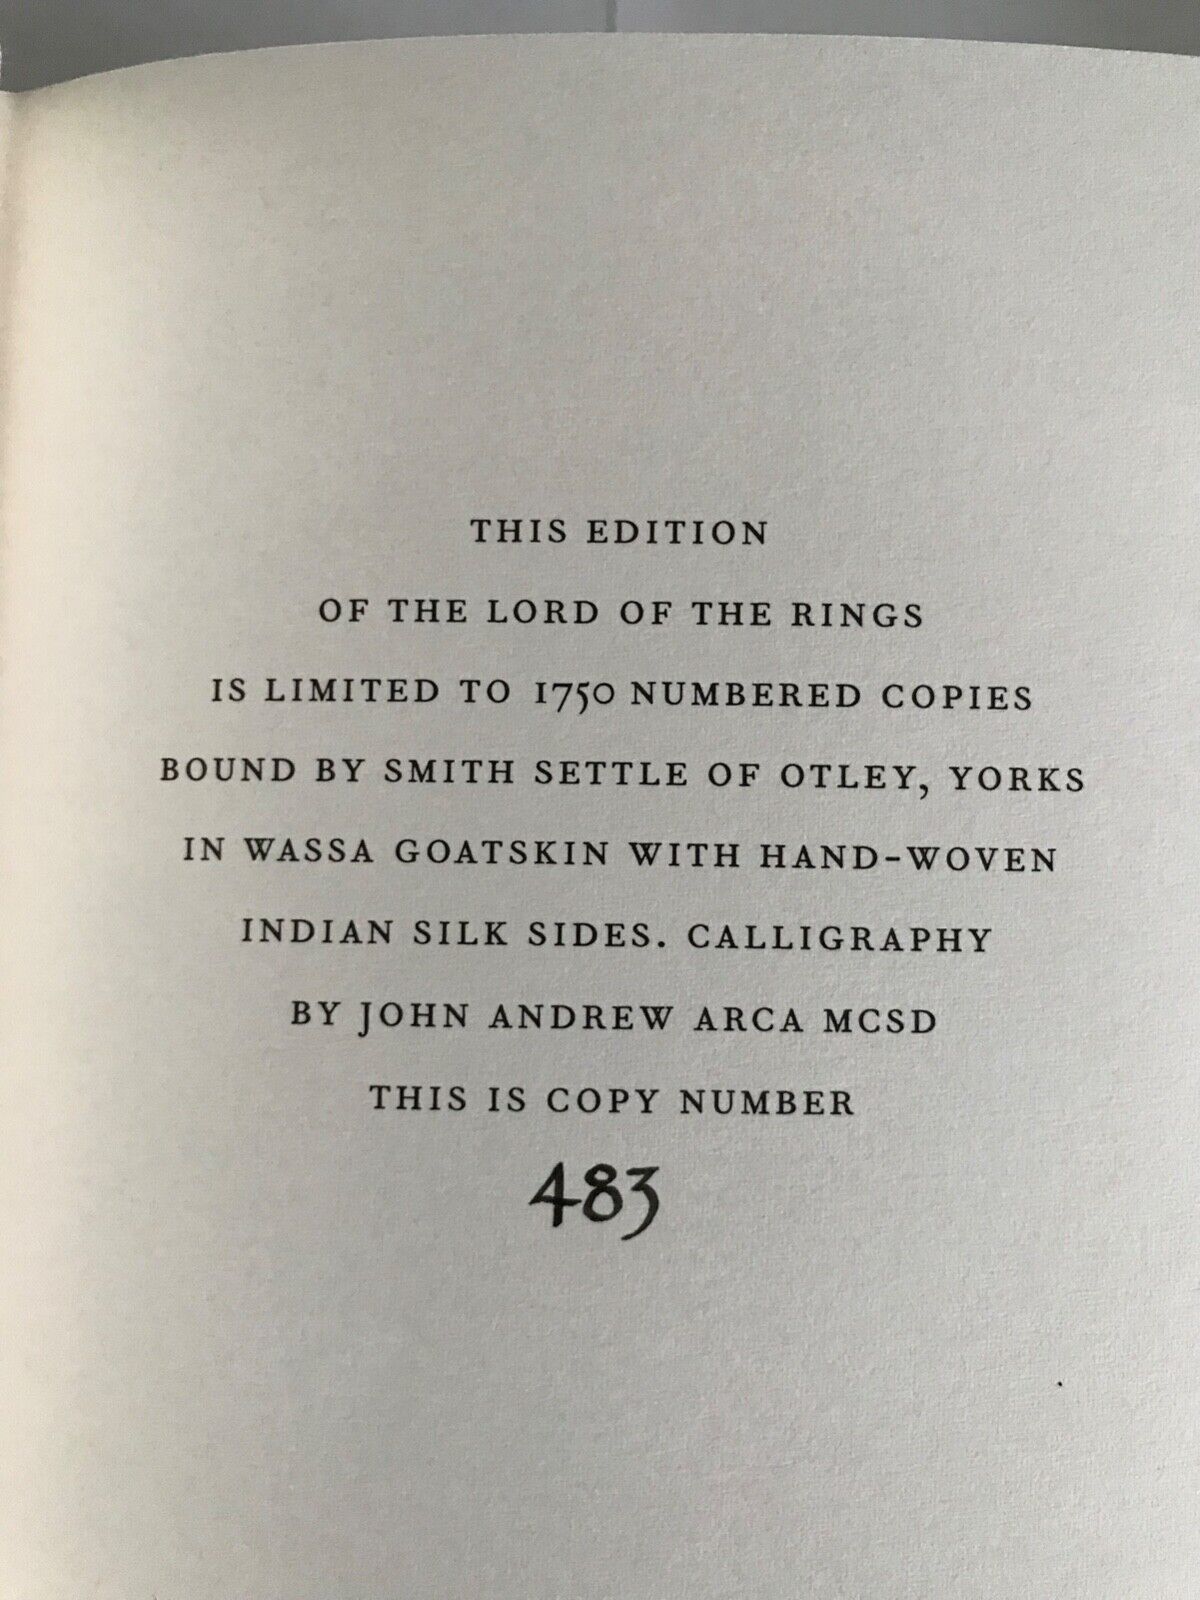 THIS EDITION
OF THE LORD OF THE RINGS
IS LIMITED TO 1750 NUMBERED COPIES
BOUND BY SMITH SETTLE OF OTLEY, YORKS
IN WASSA GOATSKIN WITH HAND-WOVEN
INDIAN SILK SIDES. CALLIGRAPHY
BY JOHN ANDREW ARCA MCSD
THIS IS COPY NUMBER
483